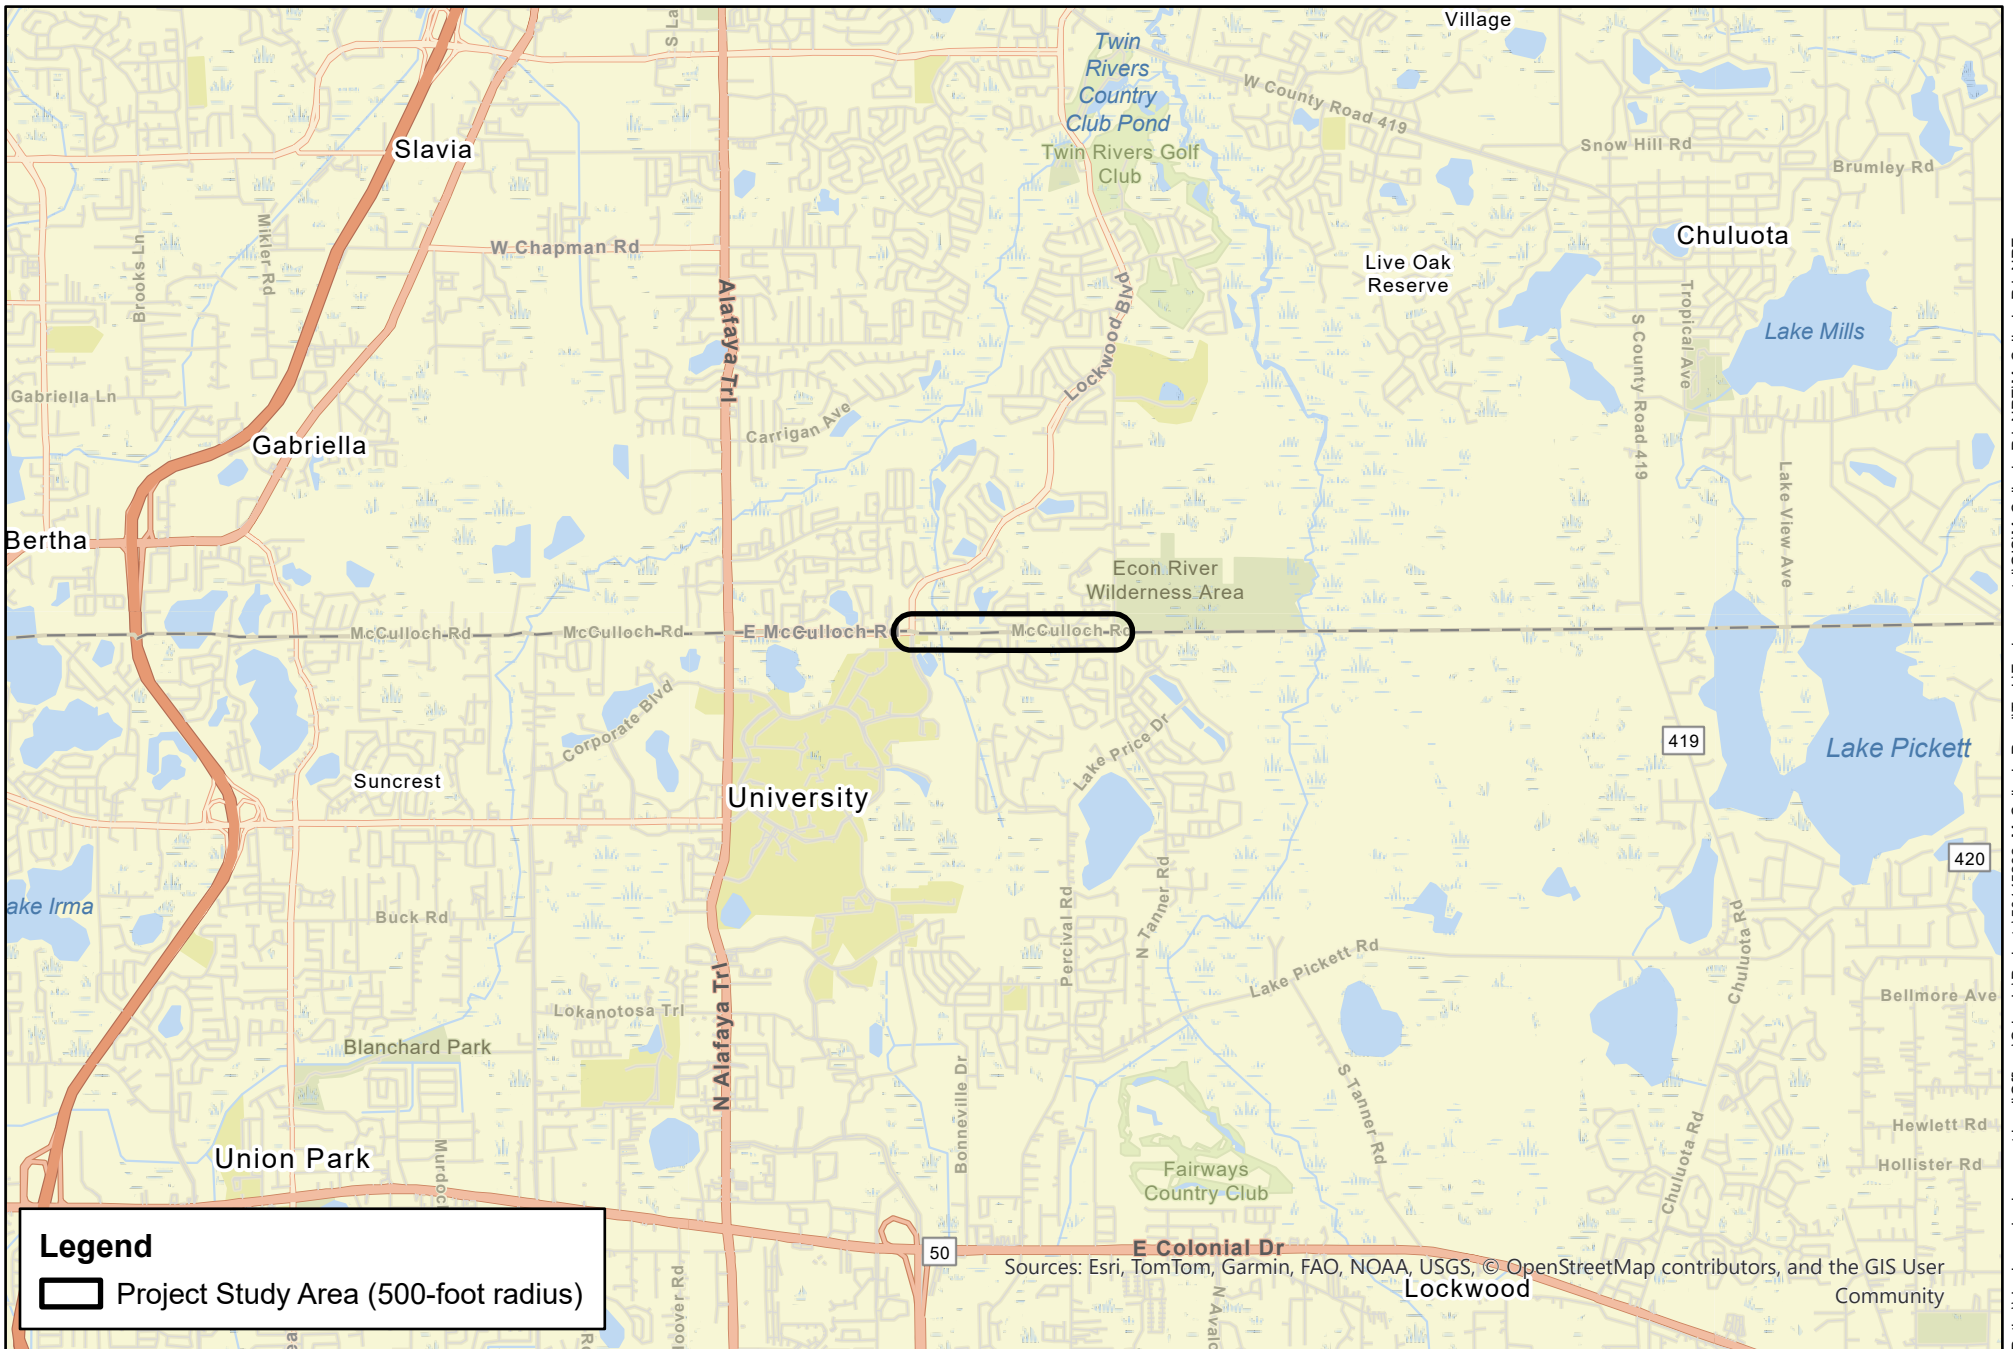 Village
Twin
Rivers
Country
Club Pond
S La
W County Road 419
Slavia
Twin Rivers Golf
Club
Snow Hill Rd
Brumley Rd
Brooks Ln
Mikler Rd
W Chapman Rd
Chuluota
Live Oak
Reserve
Alafaya Trl
Lockwood Blvd
Tropical Ave
Lake Mills
S County Road 419
Gabriella Ln
Carrigan Ave
Gabriella
Lake View Ave
Bertha
Econ River
Wilderness Area
McCulloch Rd
McCulloch Rd
E McCulloch R
McCulloch Rd
Corporate Blvd
Lake Price Dr
419
Lake Pickett
Suncrest
University
420
ake Irma
Buck Rd
Percival Rd
N Tanner Rd
Lake Pickett Rd
Chuluota Rd
Bellmore Ave
Lokanotosa Trl
N Alafaya Trl
Blanchard Park
Bonneville Dr
S Tanner Rd
Hewlett Rd
Union Park
Murdoc
Fairways
Country Club
Hollister Rd
Chuluota Rd
50
E Colonial Dr
Legend
Project Study Area (500-foot radius)
Hoover Rd
N Avalo
Sources: Esri, TomTom, Garmin, FAO, NOAA, USGS, © OpenStreetMap contributors, and the GIS User
Community
Lockwood